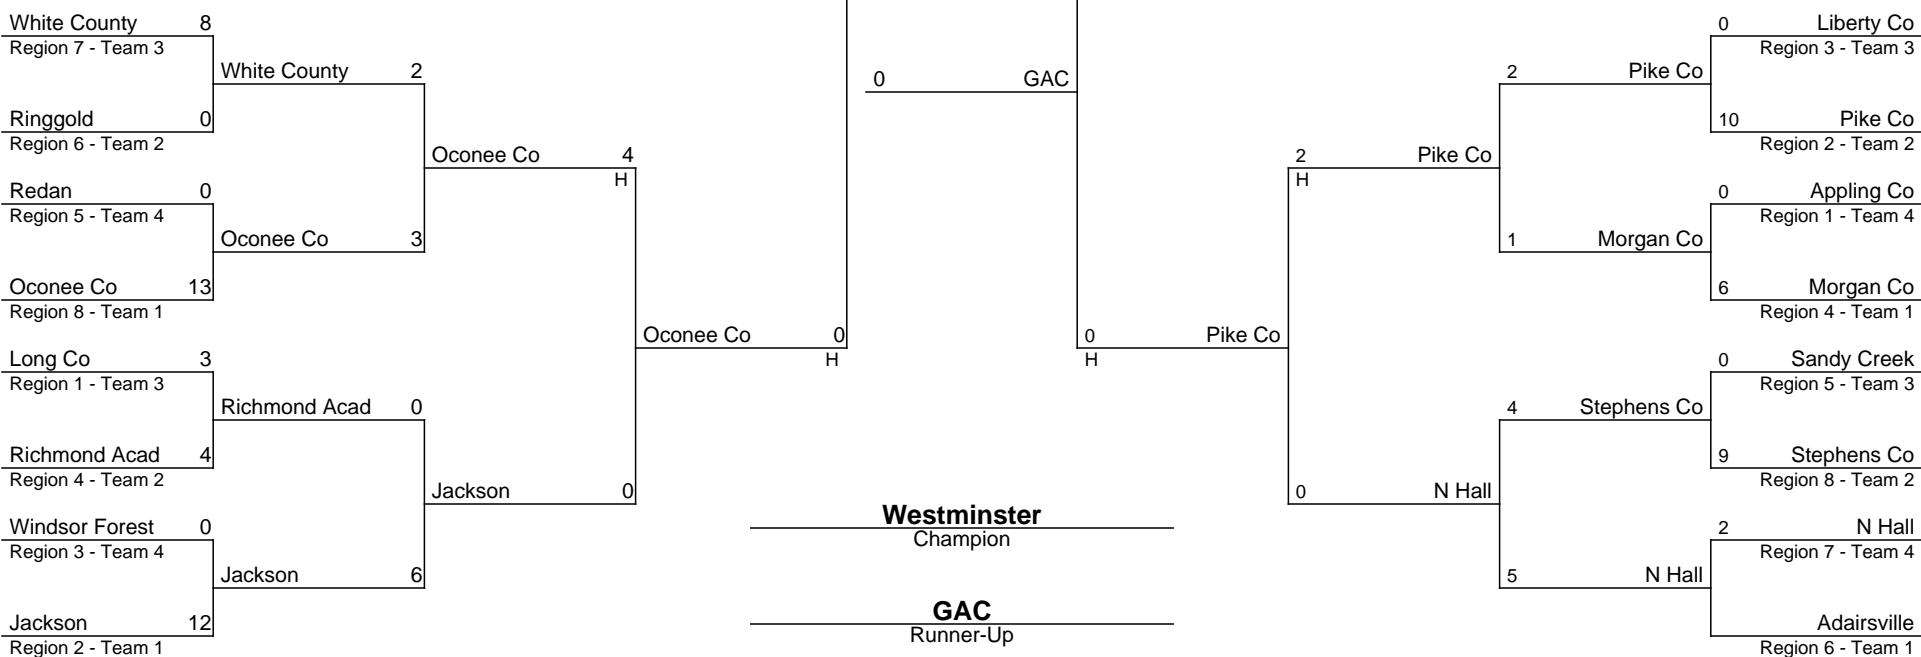 White County 8
Region 7 - Team 3
White County 2
Ringgold 0
Region 6 - Team 2
Oconee Co 4
H
Redan 0
Region 5 - Team 4
Oconee Co 3
Oconee Co 13
Region 8 - Team 1
Oconee Co 0
H
Long Co 3
Region 1 - Team 3
Richmond Acad 0
Richmond Acad 4
Region 4 - Team 2
Jackson 0
Windsor Forest 0
Region 3 - Team 4
Jackson 6
Jackson 12
Region 2 - Team 1
0 GAC
Westminster
Champion
GAC
Runner-Up
0 Pike Co
H
2 Pike Co
H
0 N Hall
2 Pike Co
1 Morgan Co
4 Stephens Co
5 N Hall
0 Liberty Co
Region 3 - Team 3
10 Pike Co
Region 2 - Team 2
0 Appling Co
Region 1 - Team 4
6 Morgan Co
Region 4 - Team 1
0 Sandy Creek
Region 5 - Team 3
9 Stephens Co
Region 8 - Team 2
2 N Hall
Region 7 - Team 4
Adairsville
Region 6 - Team 1